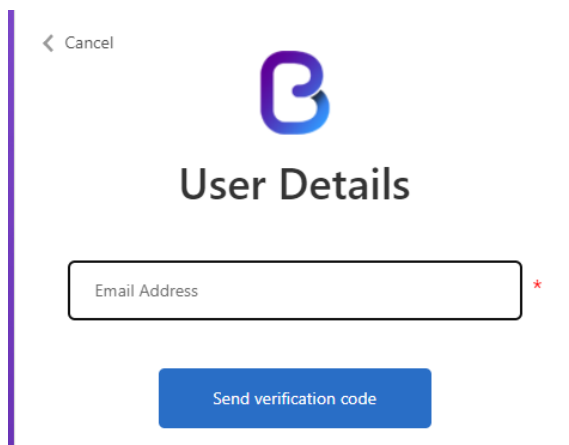 Cancel
User Details
Email Address
*
Send verification code